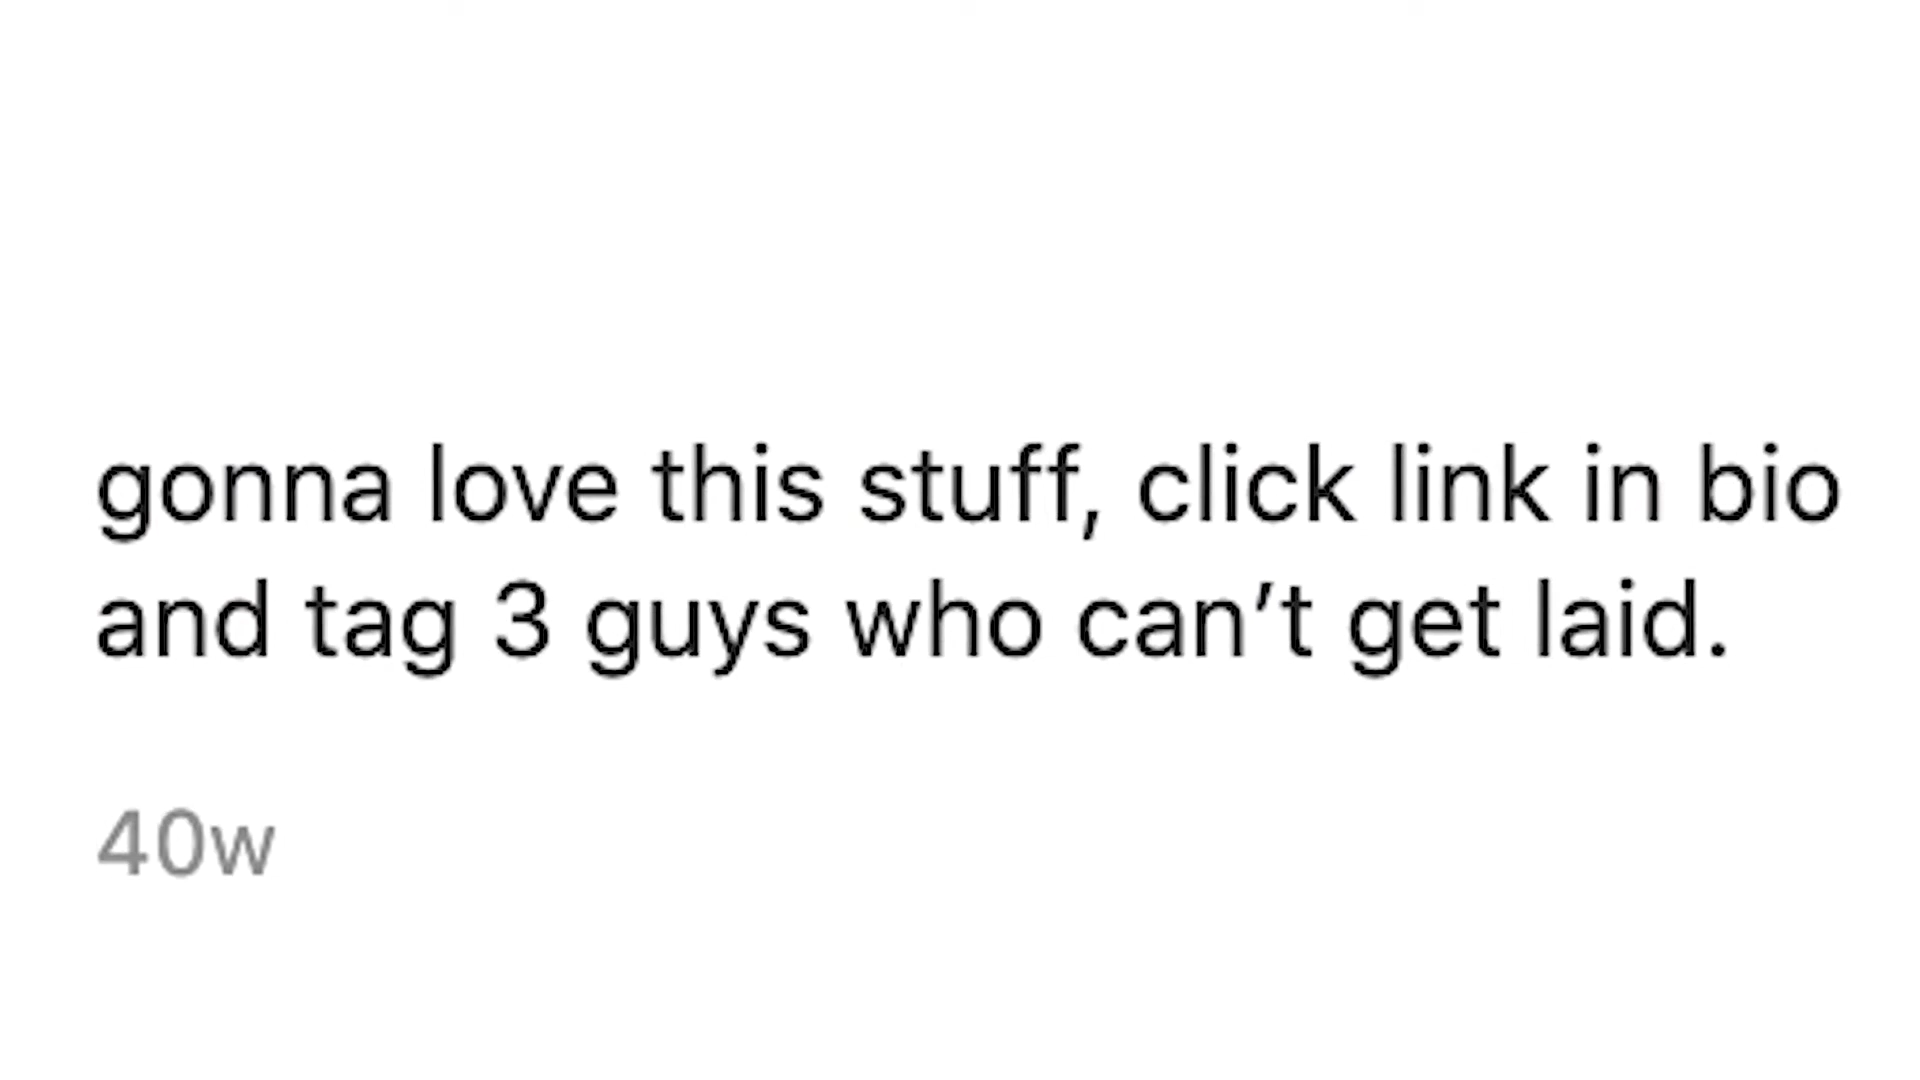 gonna love this stuff, click link in bio
and tag 3 guys who can’t get laid.
40w